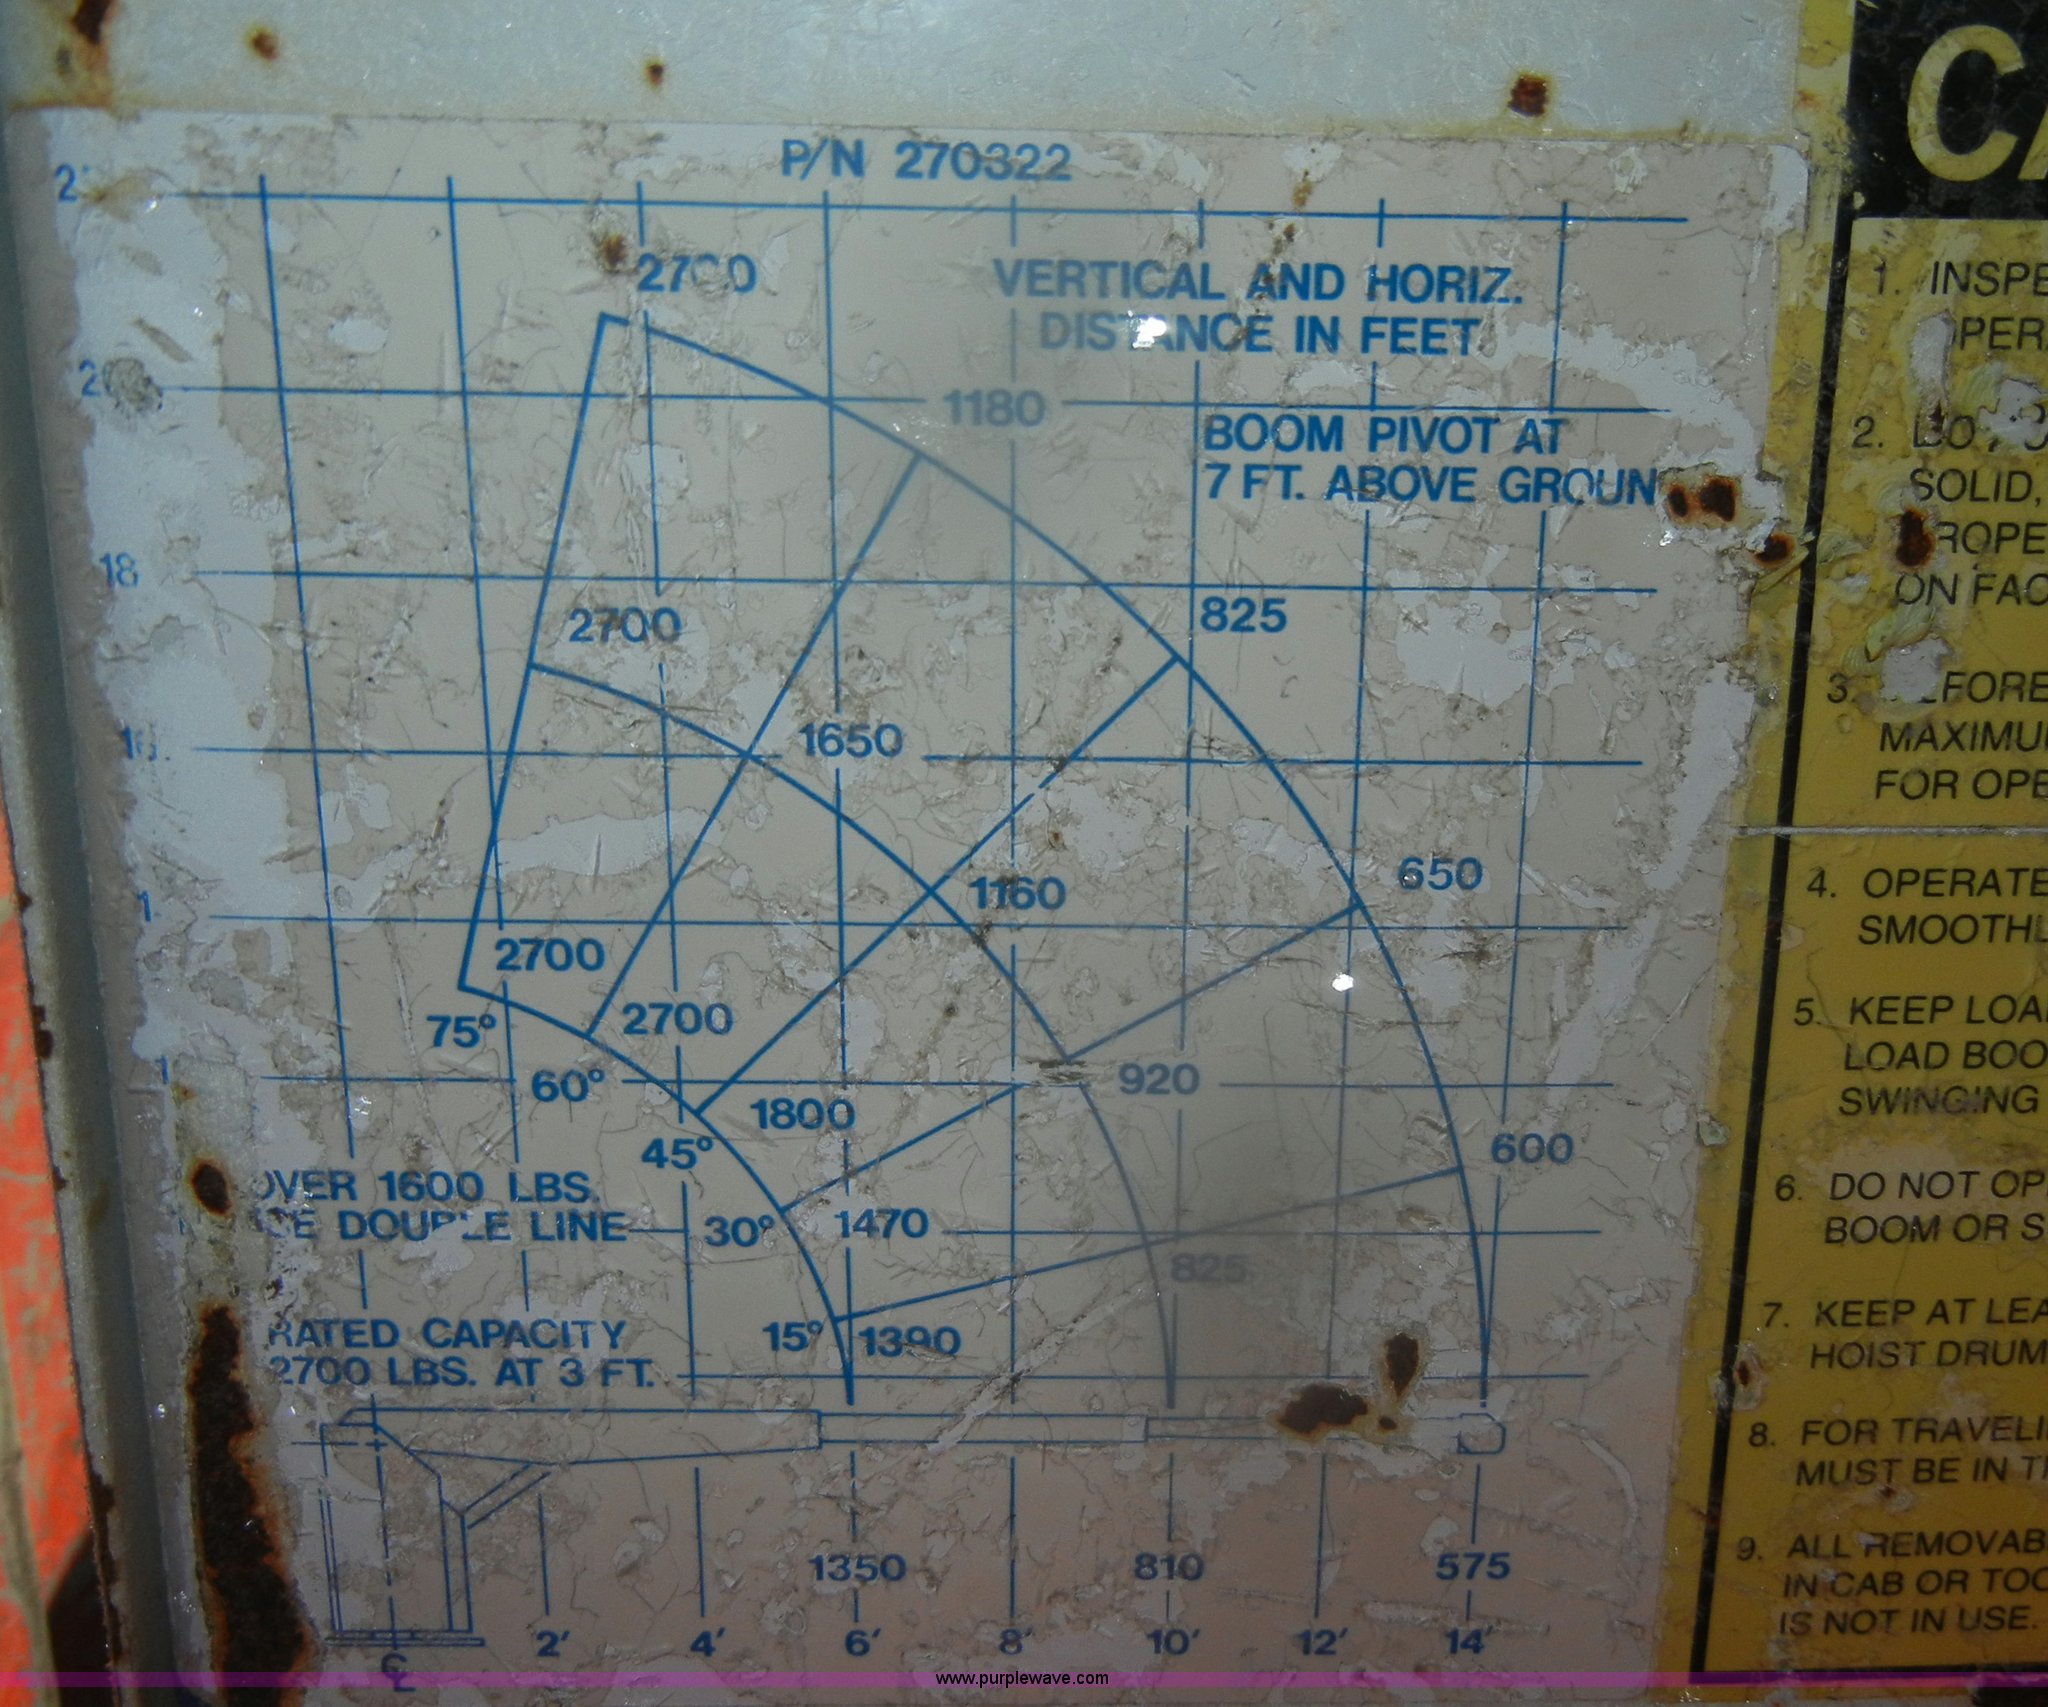 P/N 270322
2700
VERTICAL AND HORIZ.
DISTANCE IN FEET
1180
BOOM PIVOT AT
7 FT. ABOVE GROUN
18
2700
825
1650
650
1160
2700
75°
2700
60°
920
1800
45°
600
OVER 1600 LBS.
DOUBLE LINE
30°
1470
825
RATED CAPACITY
2700 LBS. AT 3 FT.
15°
1390
1350
810
575
2' 4' 6' 8' 10' 12' 14'
CL
CA
1. INSPE
OPERA
2. DO NO
SOLID,
PROPE
ON FAC
3. BEFORE
MAXIMU
FOR OPE
4. OPERATE
SMOOTHL
5. KEEP LOA
LOAD BOO
SWINGING
6. DO NOT OP
BOOM OR S
7. KEEP AT LEA
HOIST DRUM
8. FOR TRAVELI
MUST BE IN T
9. ALL REMOVAB
IN CAB OR TOO
IS NOT IN USE.
www.purplewave.com